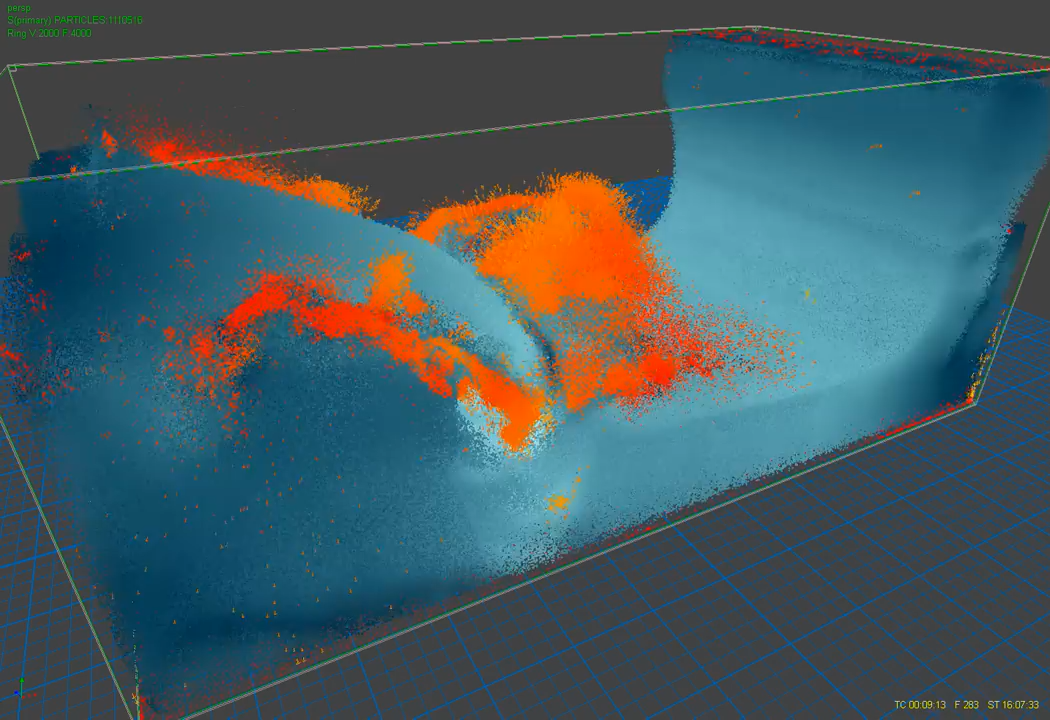 persp
S(primary) PARTICLES:1110516
Ring V:2000 F:4000
TC 00:09:13 F 283 ST 16:07:33